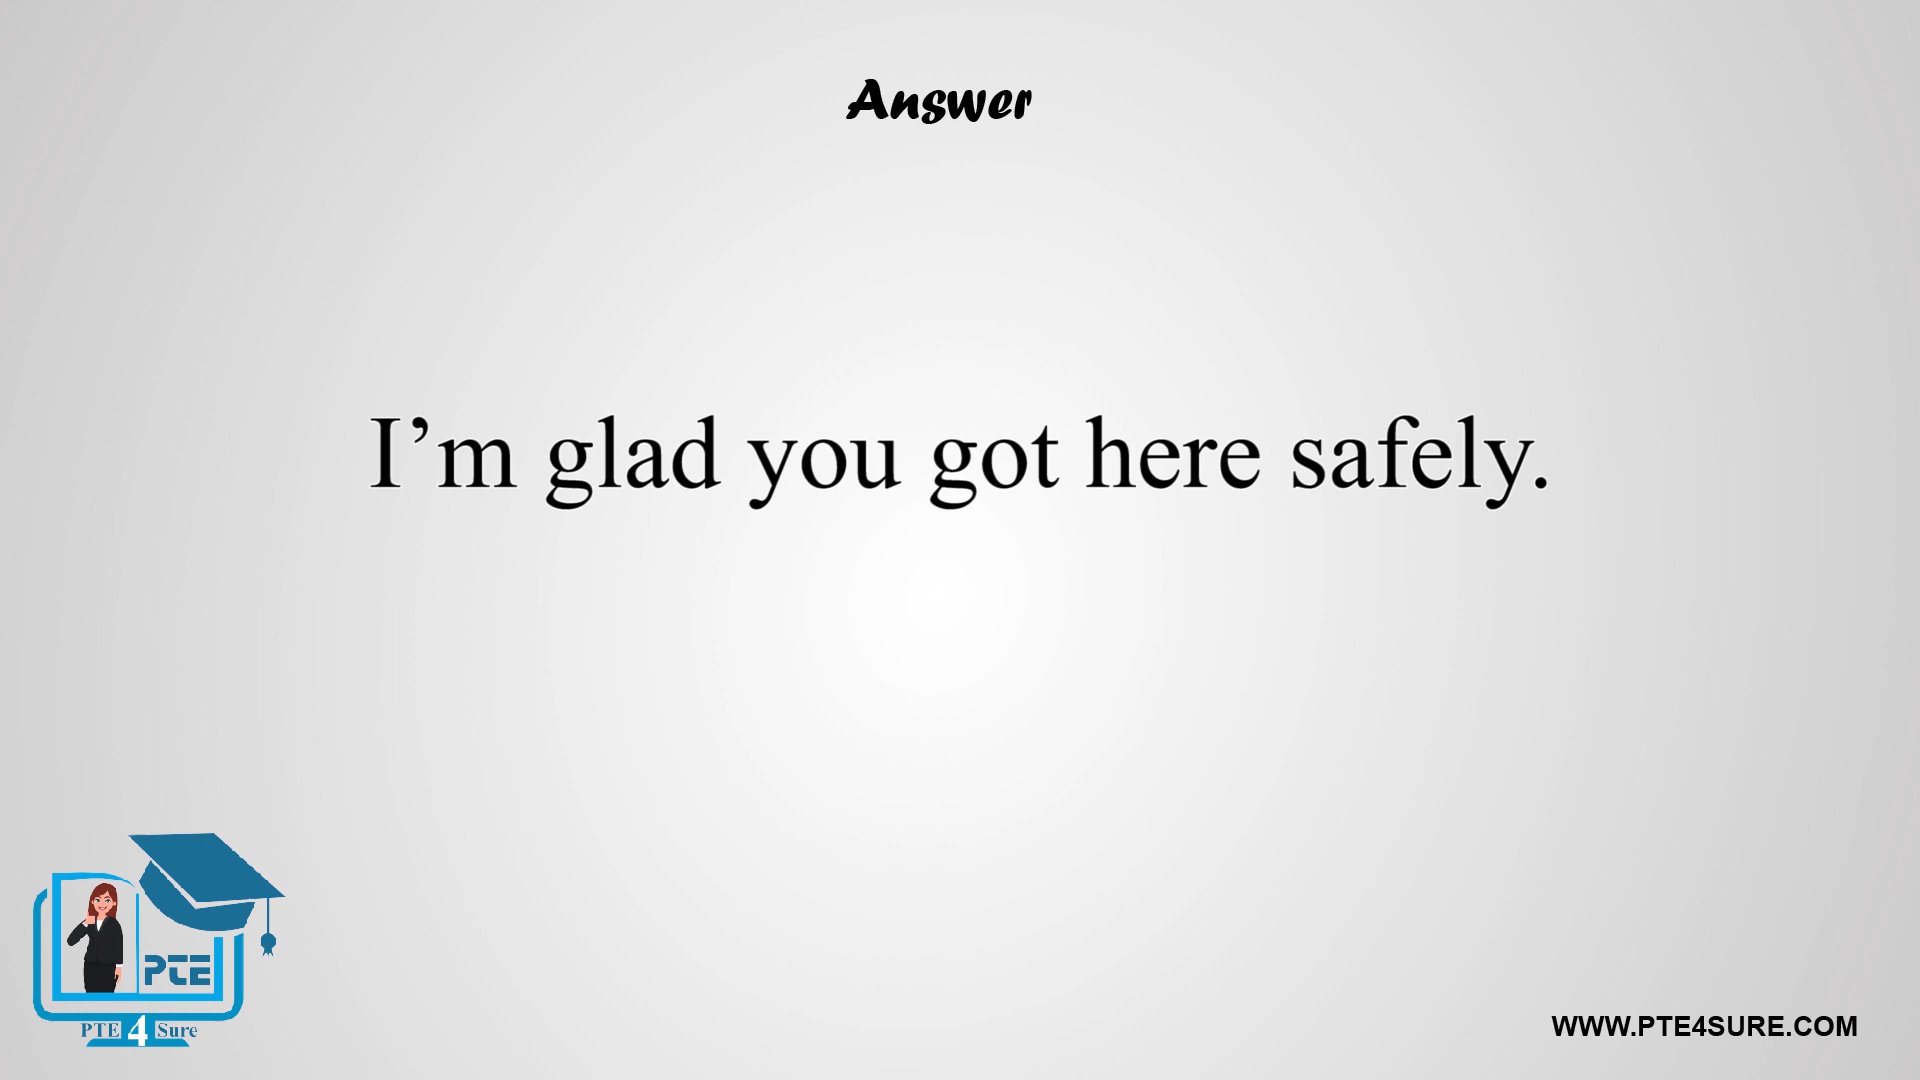 Answer
I’m glad you got here safely.
PTE
PTE 4 Sure
WWW.PTE4SURE.COM